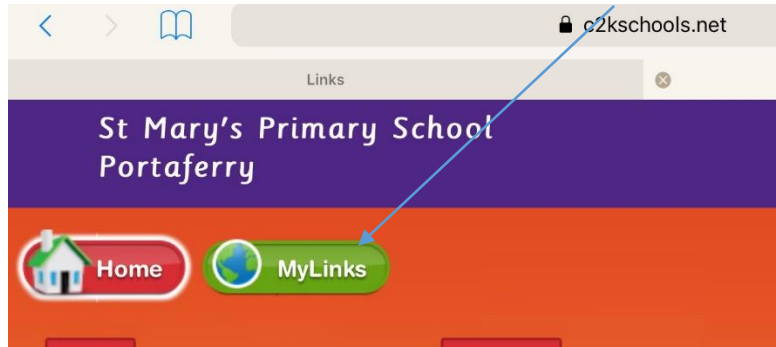 c2kschools.net
Links
St Mary's Primary School
Portaferry
Home MyLinks